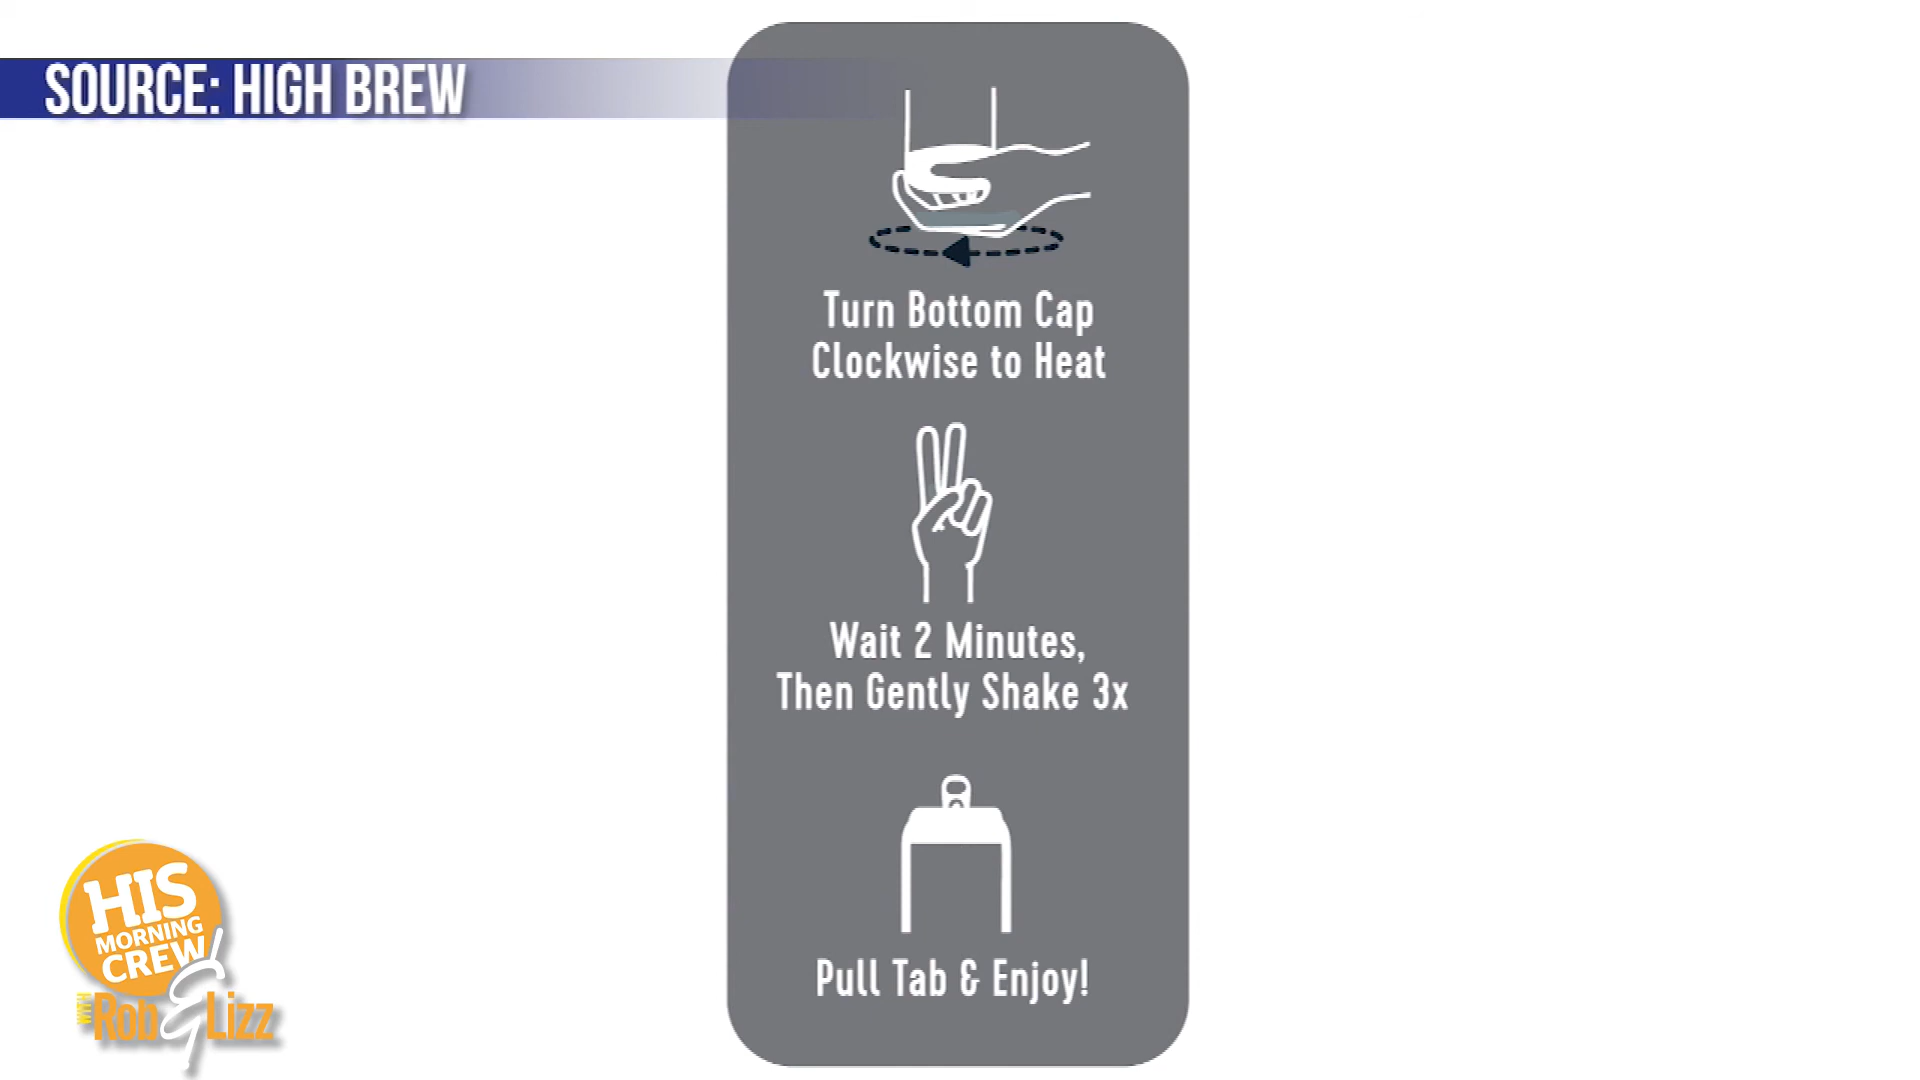 SOURCE: HIGH BREW
Turn Bottom Cap
Clockwise to Heat
Wait 2 Minutes,
Then Gently Shake 3x
Pull Tab & Enjoy!
HIS
MORNING
CREW
WITH Rob & Lizz